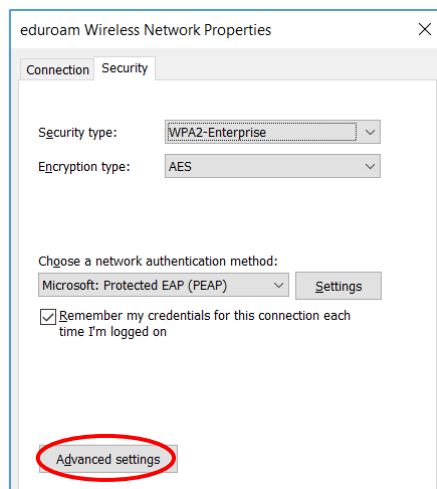 eduroam Wireless Network Properties
Connection Security
Security type: WPA2-Enterprise
Encryption type: AES
Choose a network authentication method:
Microsoft: Protected EAP (PEAP) Settings
Remember my credentials for this connection each
time I'm logged on
Advanced settings